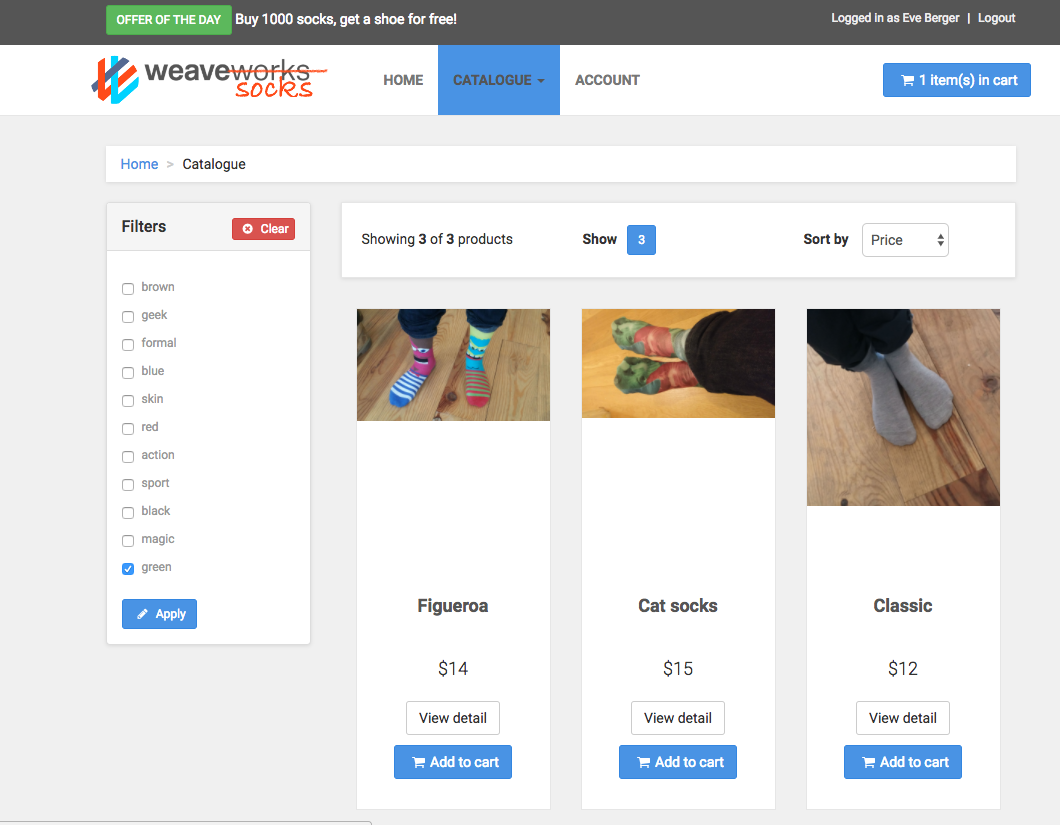 OFFER OF THE DAY Buy 1000 socks, get a shoe for free!
Logged in as Eve Berger | Logout
weaveworks
socks
HOME
CATALOGUE
ACCOUNT
1 item(s) in cart
Home > Catalogue
Filters
Clear
brown
geek
formal
blue
skin
red
action
sport
black
magic
green
Apply
Showing 3 of 3 products
Show 3
Sort by Price
Figueroa
$14
View detail
Add to cart
Cat socks
$15
View detail
Add to cart
Classic
$12
View detail
Add to cart